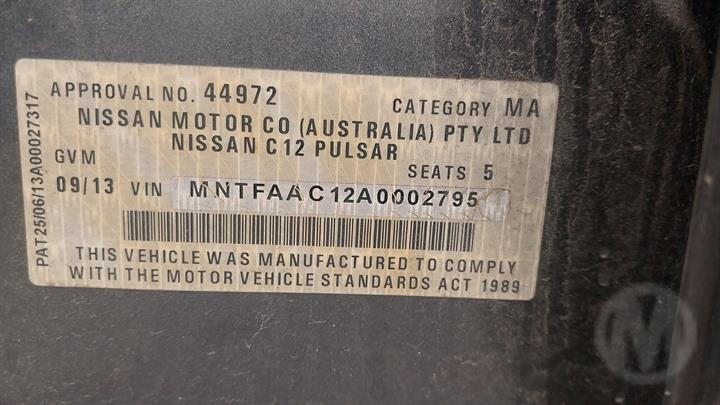 APPROVAL NO. 44972 CATEGORY MA
NISSAN MOTOR CO (AUSTRALIA) PTY LTD
NISSAN C12 PULSAR
GVM SEATS 5
09/13 VIN MNTFAAC12A0002795
THIS VEHICLE WAS MANUFACTURED TO COMPLY
WITH THE MOTOR VEHICLE STANDARDS ACT 1989
PAT25/06/13A00027317
M